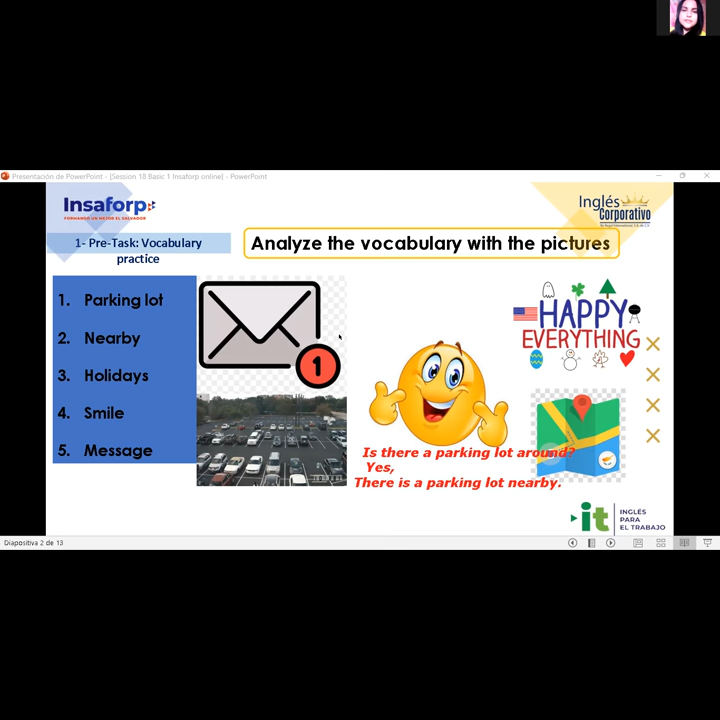 Presentación de PowerPoint - [Session 18 Basic 1 Insaforp online] - PowerPoint
Insaforp
FORMANDO UN MEJOR EL SALVADOR
Inglés
Corporativo
1- Pre-Task: Vocabulary
practice
Analyze the vocabulary with the pictures
1. Parking lot
2. Nearby
3. Holidays
4. Smile
5. Message
1
HAPPY
EVERYTHING
Is there a parking lot around?
Yes,
There is a parking lot nearby.
it
INGLÉS
PARA
EL TRABAJO
Diapositiva 2 de 13